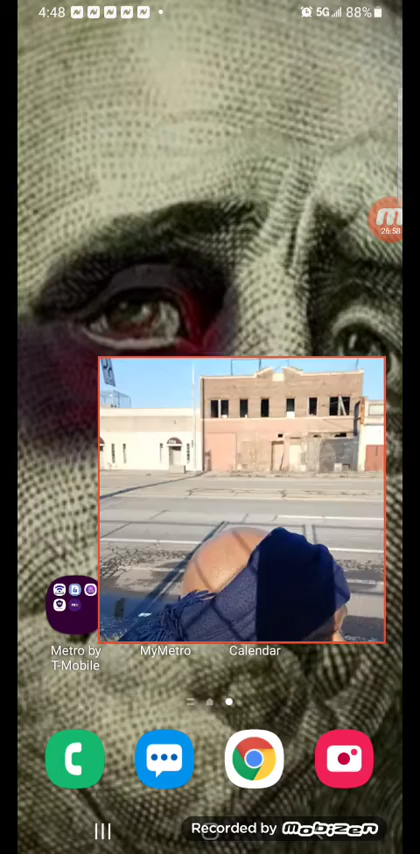 4:48
5G 88%
26:58
Metro by
T-Mobile
MyMetro
Calendar
Recorded by mobizen